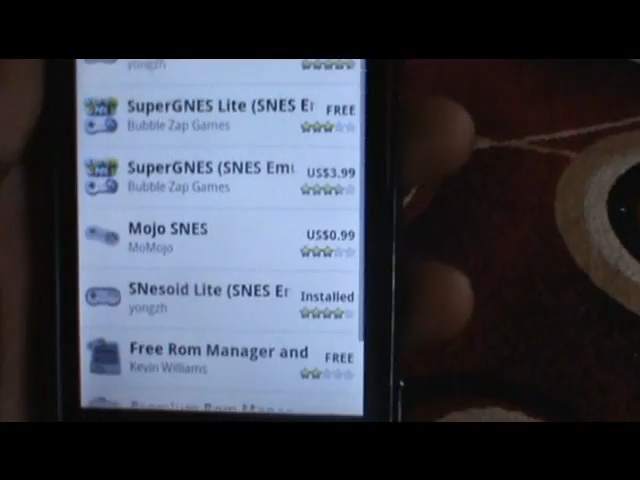 yongzh
SuperGNES Lite (SNES Er
FREE
Bubble Zap Games
SuperGNES (SNES Emu
US$3.99
Bubble Zap Games
Mojo SNES
US$0.99
MoMojo
SNesoid Lite (SNES Er
Installed
yongzh
Free Rom Manager and
FREE
Kevin Williams